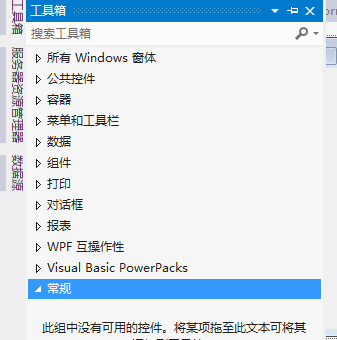 工具箱
服务器资源管理器
数据源
工具箱
搜索工具箱
所有 Windows 窗体
公共控件
容器
菜单和工具栏
数据
组件
打印
对话框
报表
WPF 互操作性
Visual Basic PowerPacks
常规
此组中没有可用的控件。将某项拖至此文本可将其